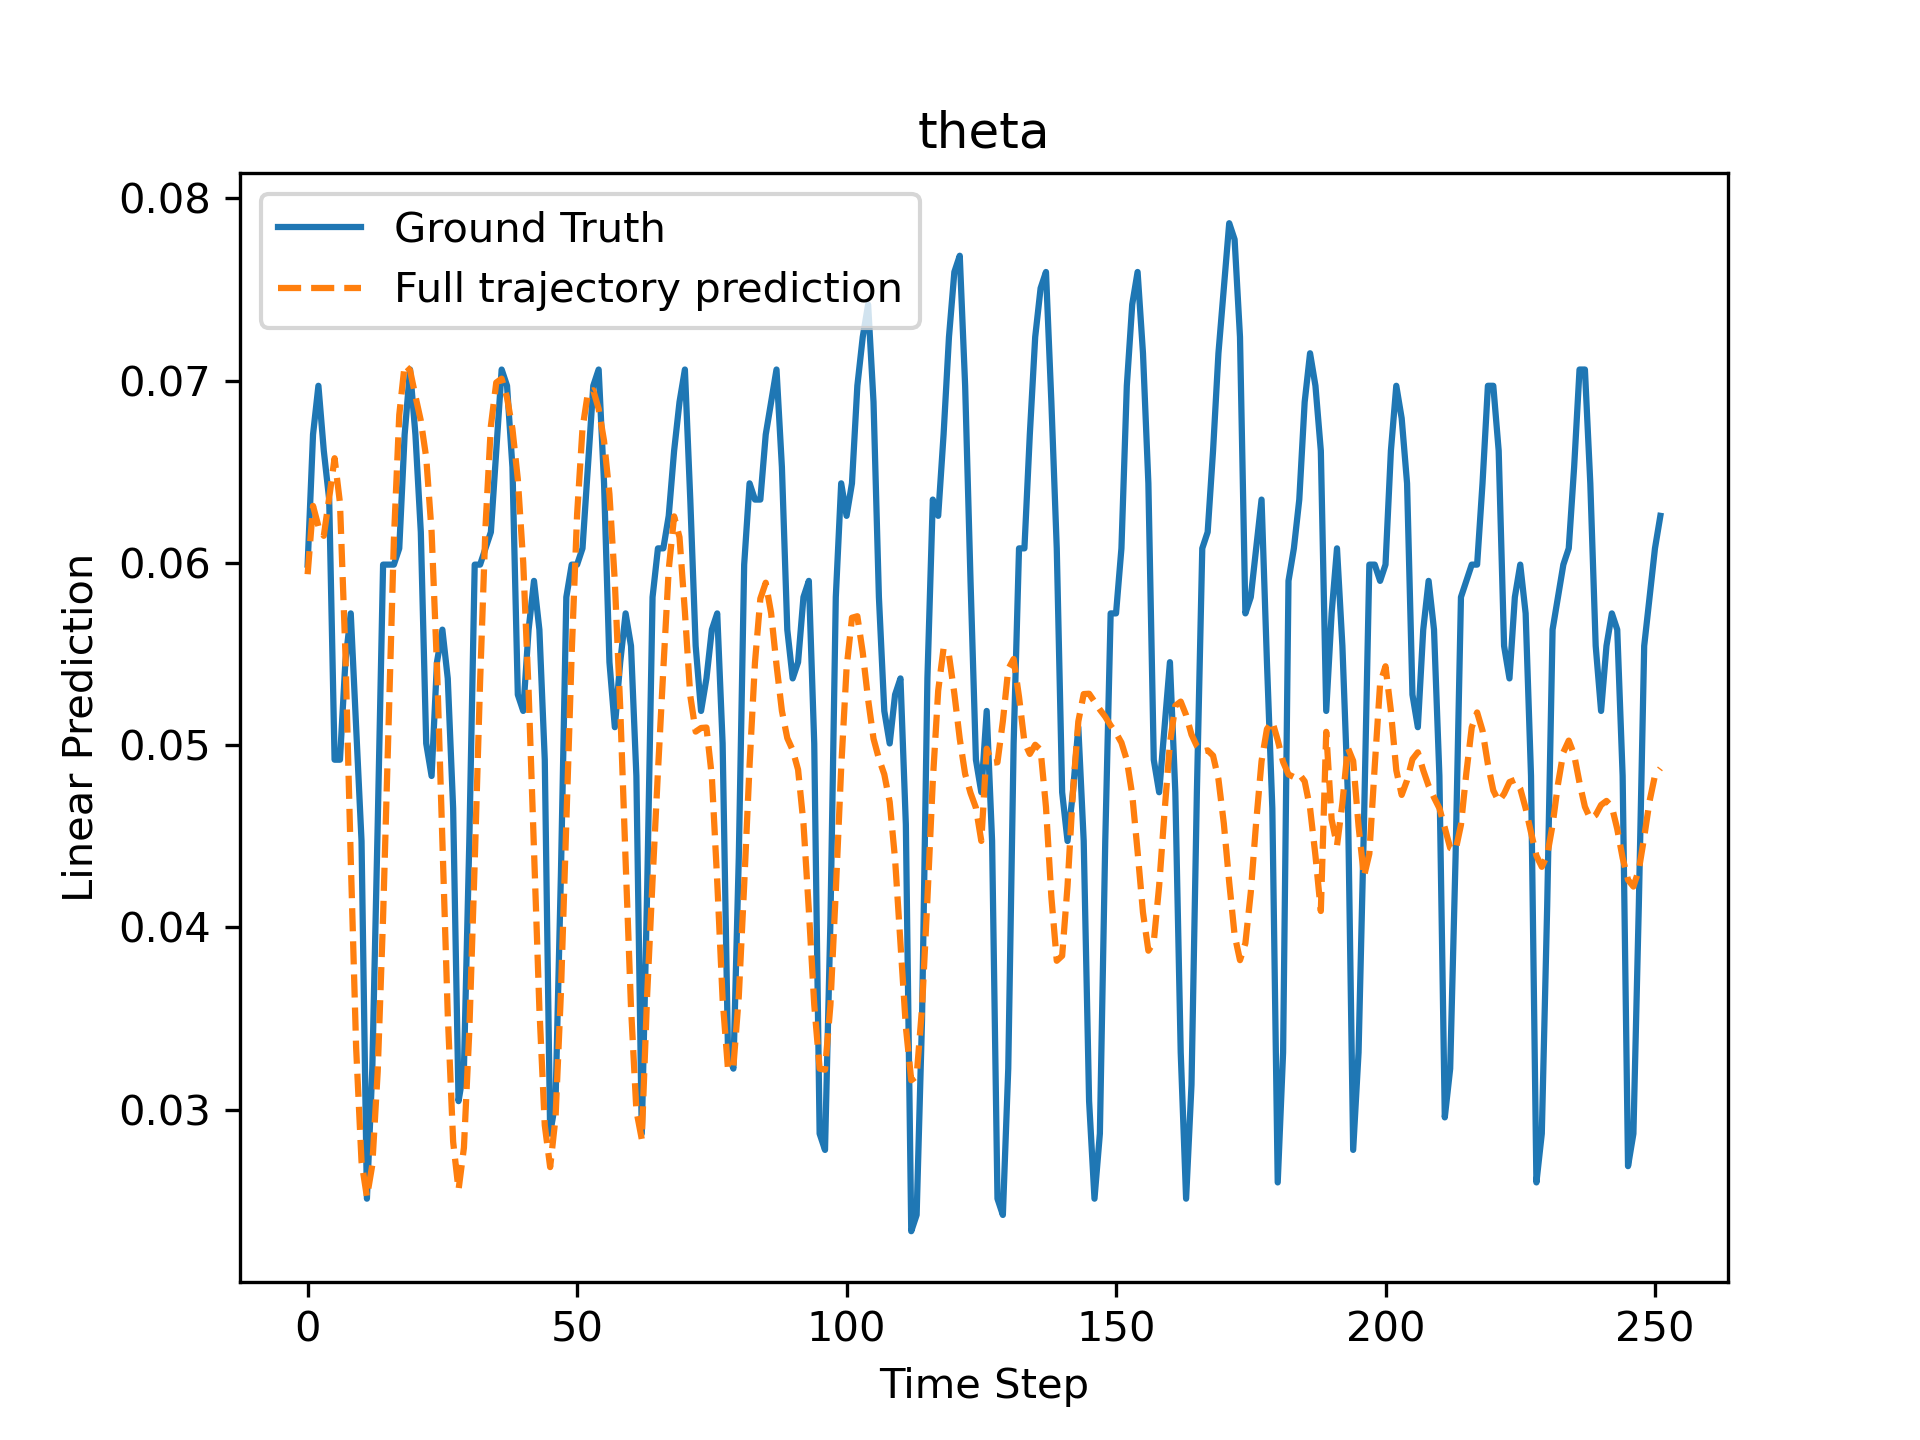 theta
Ground Truth
Full trajectory prediction
Linear Prediction
0.08
0.07
0.06
0.05
0.04
0.03
0 50 100 150 200 250
Time Step